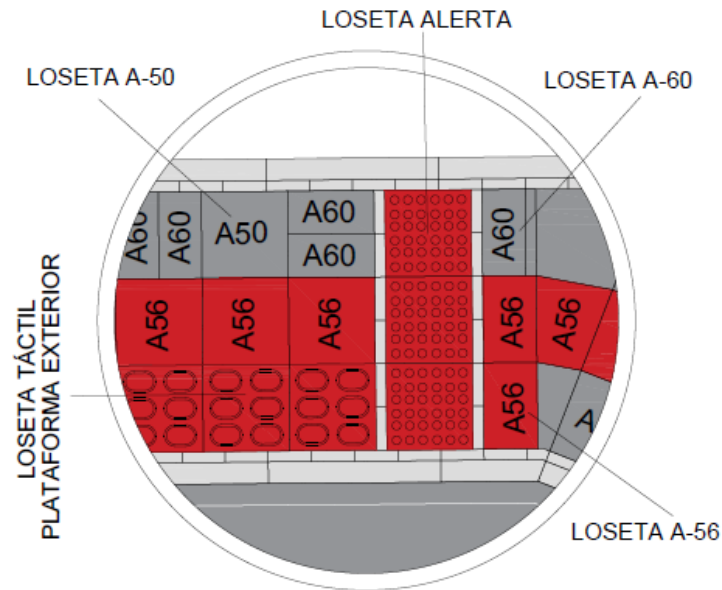 LOSETA ALERTA
LOSETA A-50
LOSETA A-60
A60
A60
A50
A60
A60
A60
A56
A56
A56
A56
A56
A56
A
LOSETA TÁCTIL
PLATAFORMA EXTERIOR
LOSETA A-56